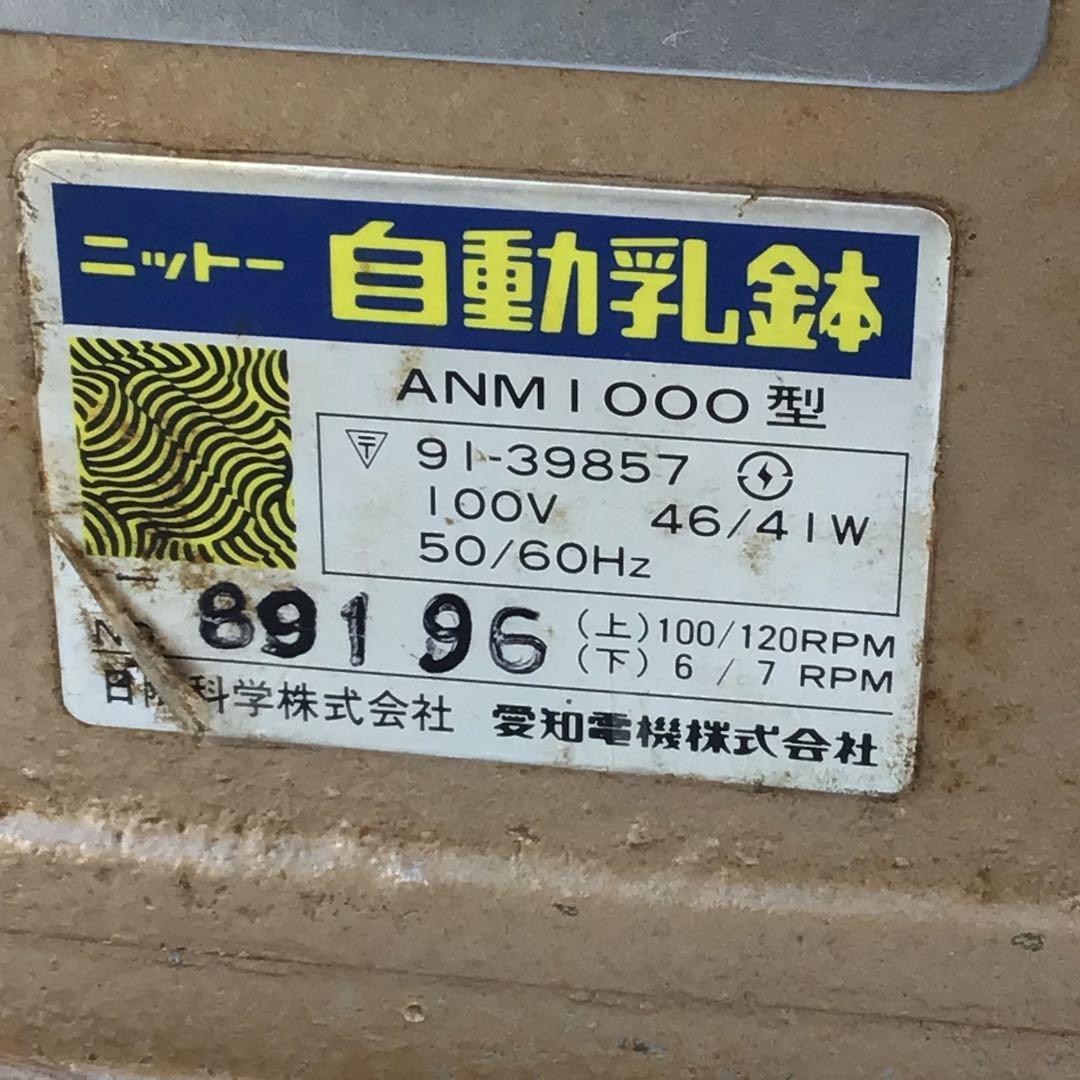 ニットー 自動乳鉢
ANM1000型
〒 91-39857
100V 46/41W
50/60Hz
89196 (上)100/120RPM
(下) 6 / 7 RPM
科学株式会社 愛知電機株式会社